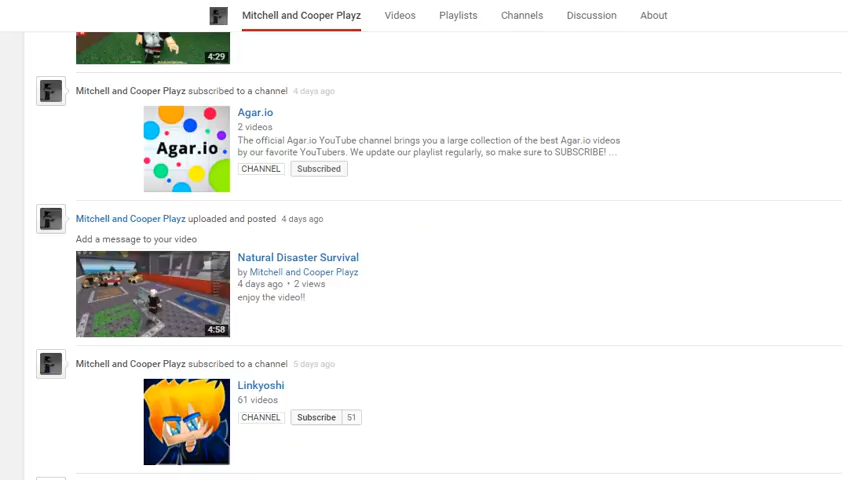 Mitchell and Cooper Playz Videos Playlists Channels Discussion About
4:29
Mitchell and Cooper Playz subscribed to a channel 4 days ago
Agar.io
Agar.io
2 videos
The official Agar.io YouTube channel brings you a large collection of the best Agar.io videos
by our favorite YouTubers. We update our playlist regularly, so make sure to SUBSCRIBE! ...
CHANNEL Subscribed
Mitchell and Cooper Playz uploaded and posted 4 days ago
Add a message to your video
Natural Disaster Survival
by Mitchell and Cooper Playz
4 days ago • 2 views
enjoy the video!!
4:58
Mitchell and Cooper Playz subscribed to a channel 5 days ago
Linkyoshi
61 videos
CHANNEL Subscribe 51